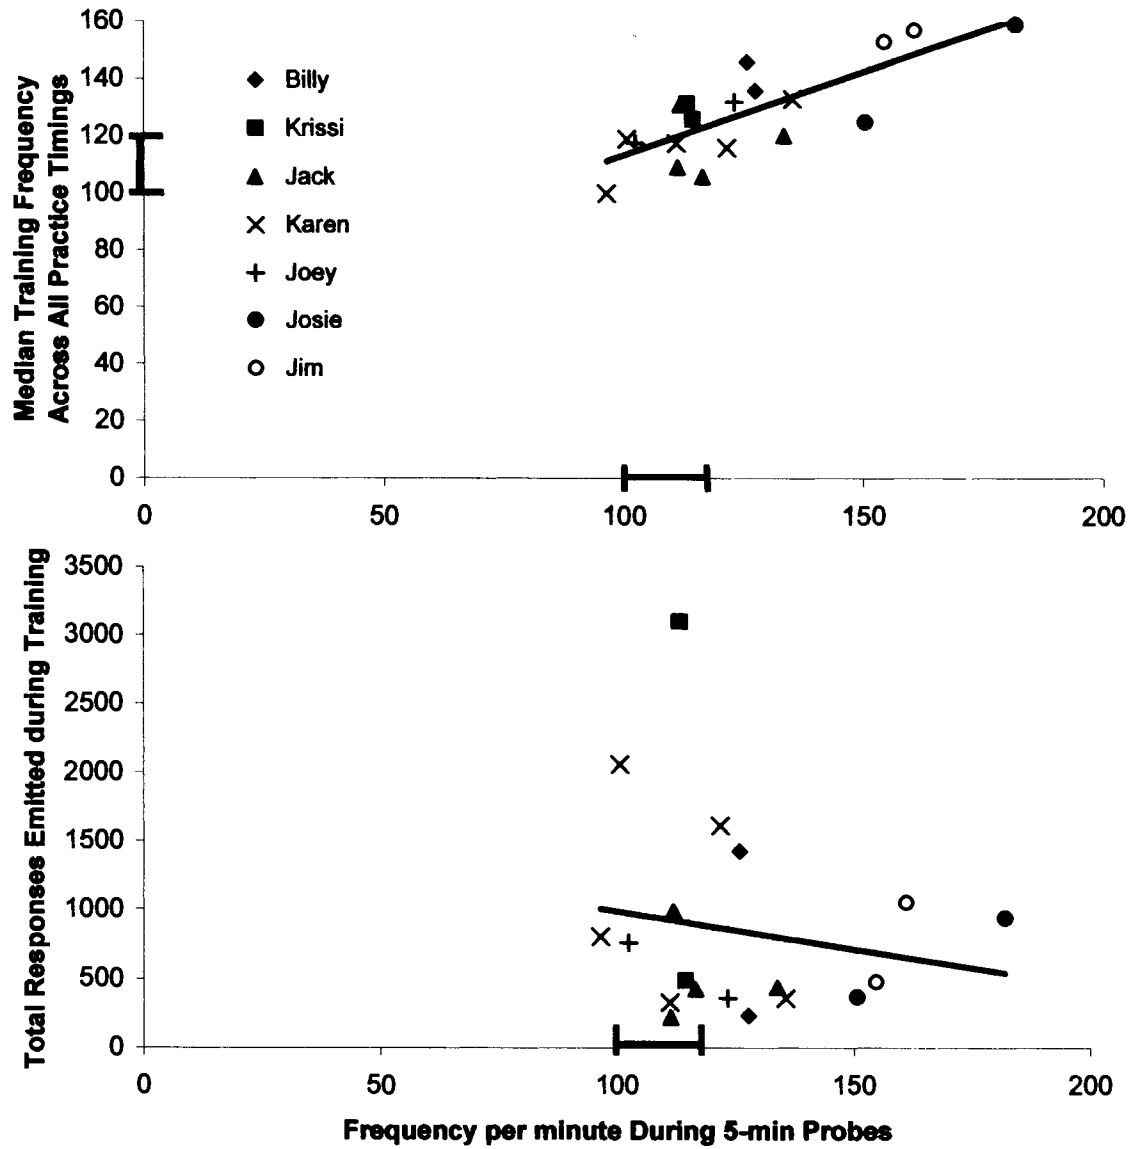 Median Training Frequency
Across All Practice Timings
160
140
120
100
80
60
40
20
0
Billy
Krissi
Jack
Karen
Joey
Josie
Jim
0
50
100
150
200
Total Responses Emitted during Training
3500
3000
2500
2000
1500
1000
500
0
0
50
100
150
200
Frequency per minute During 5-min Probes